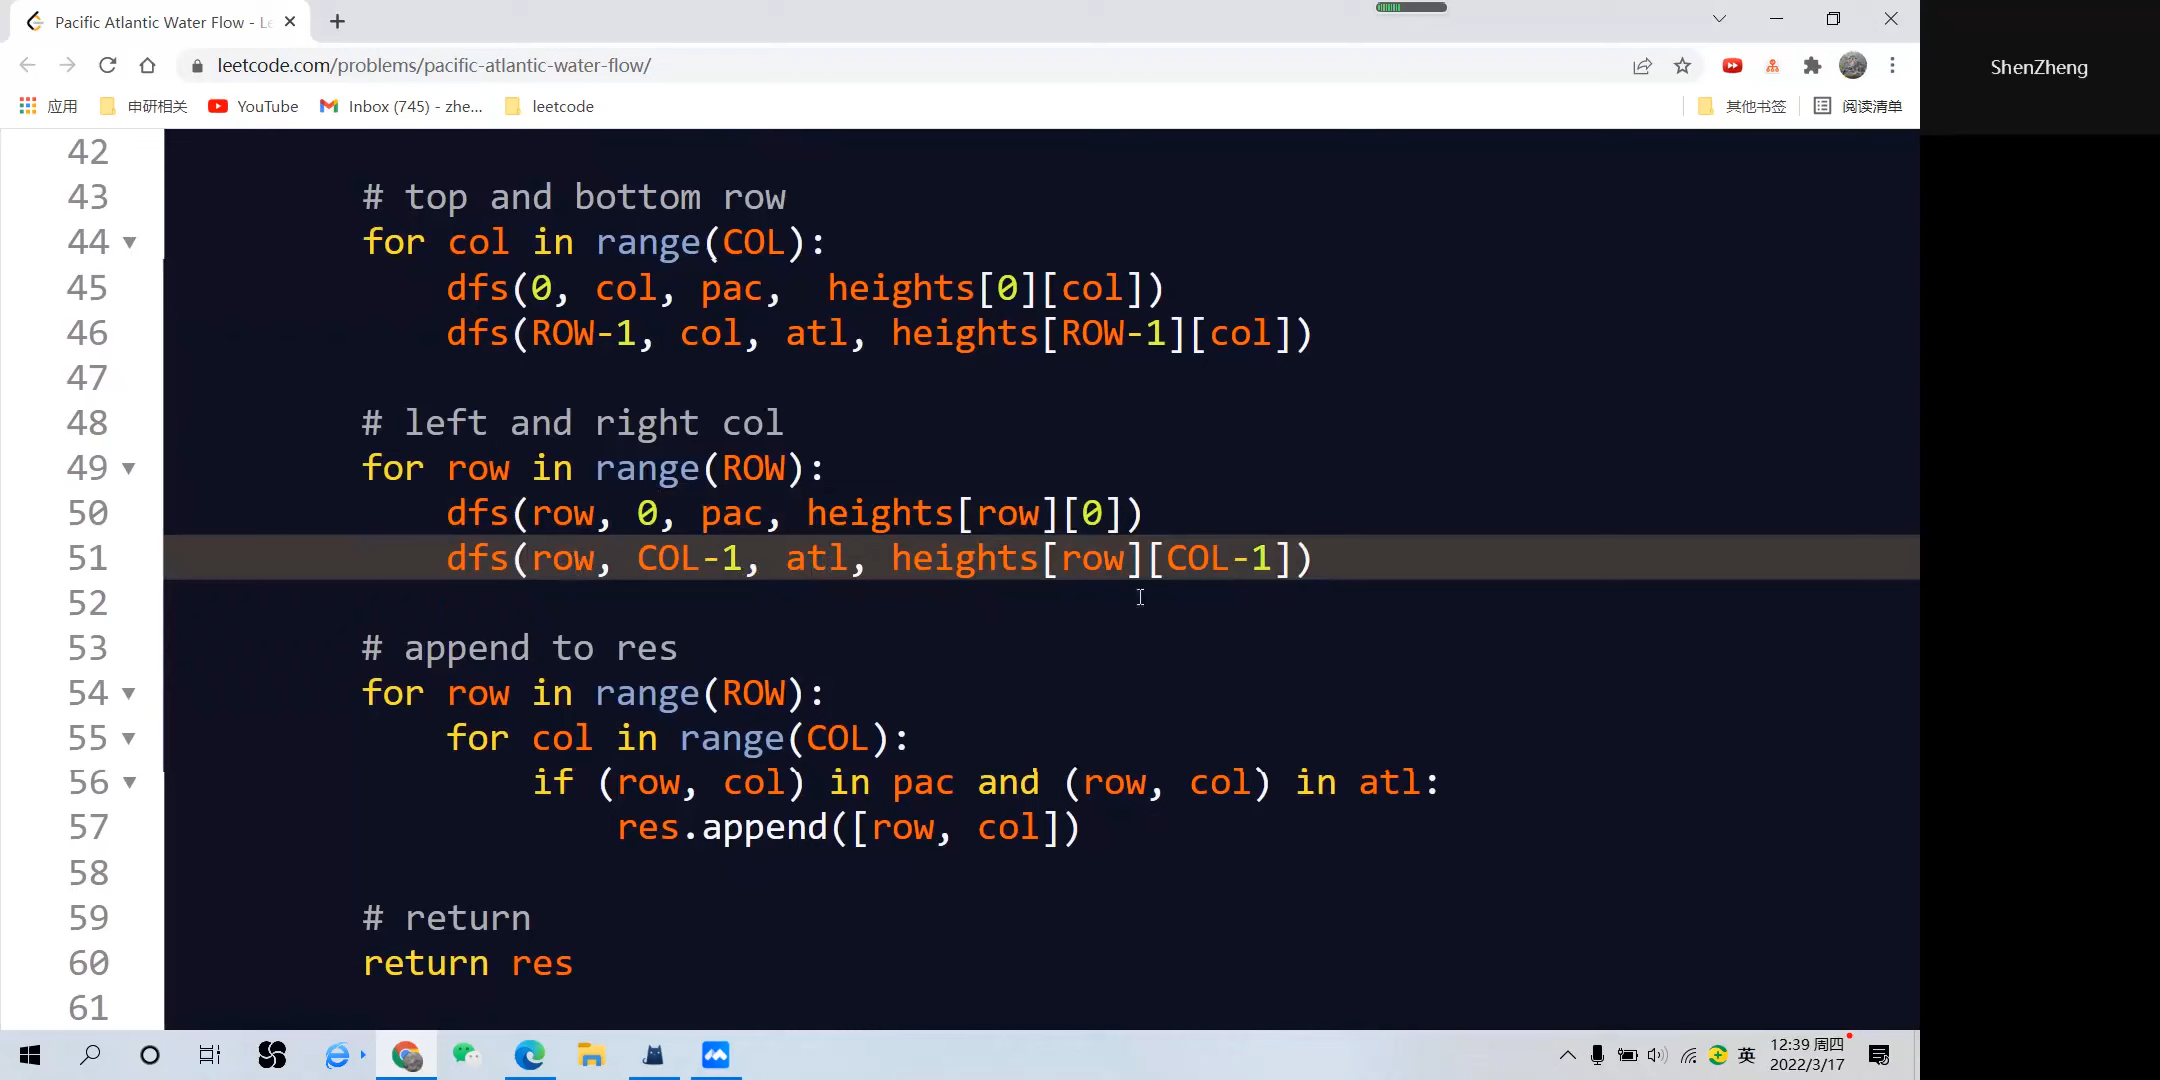 Pacific Atlantic Water Flow - Le
leetcode.com/problems/pacific-atlantic-water-flow/
ShenZheng
应用 申研相关 YouTube Inbox (745) - zhe... leetcode 其他书签 阅读清单
42
43 # top and bottom row
44 for col in range(COL):
45 dfs(0, col, pac,  heights[0][col])
46 dfs(ROW-1, col, atl, heights[ROW-1][col])
47
48 # left and right col
49 for row in range(ROW):
50 dfs(row, 0, pac, heights[row][0])
51 dfs(row, COL-1, atl, heights[row][COL-1])
52
53 # append to res
54 for row in range(ROW):
55 for col in range(COL):
56 if (row, col) in pac and (row, col) in atl:
57 res.append([row, col])
58
59 # return
60 return res
61
英 12:39 周四
2022/3/17